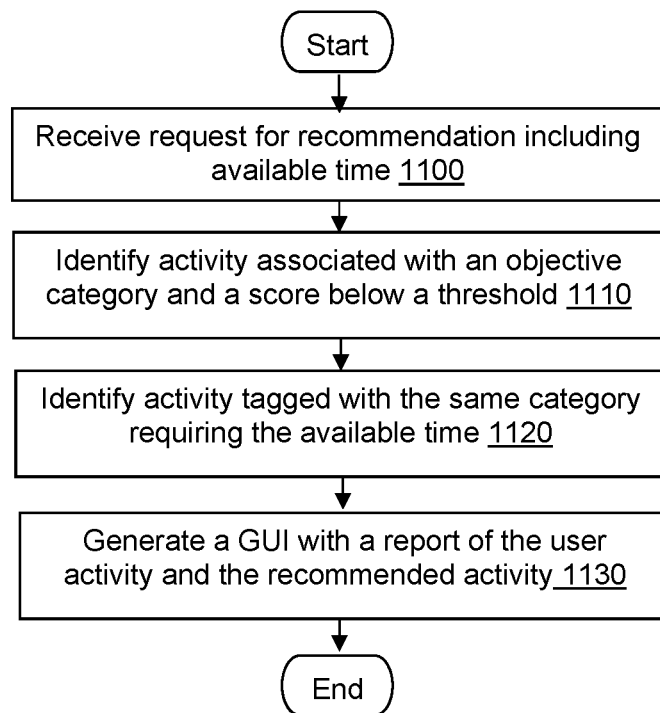 Start
Receive request for recommendation including
available time 1100
Identify activity associated with an objective
category and a score below a threshold 1110
Identify activity tagged with the same category
requiring the available time 1120
Generate a GUI with a report of the user
activity and the recommended activity 1130
End